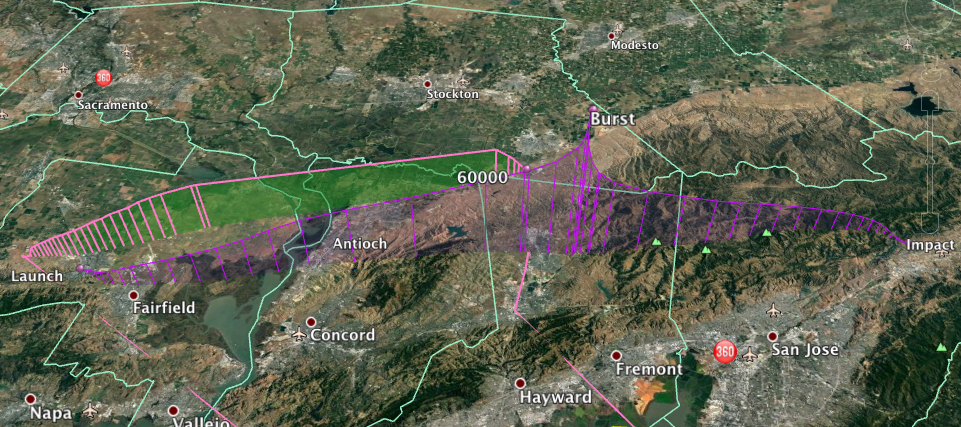 Modesto
360
Sacramento
Stockton
Burst
60000
Launch
Antioch
Impact
Fairfield
Concord
360
San Jose
Fremont
Hayward
Napa
Vallejo